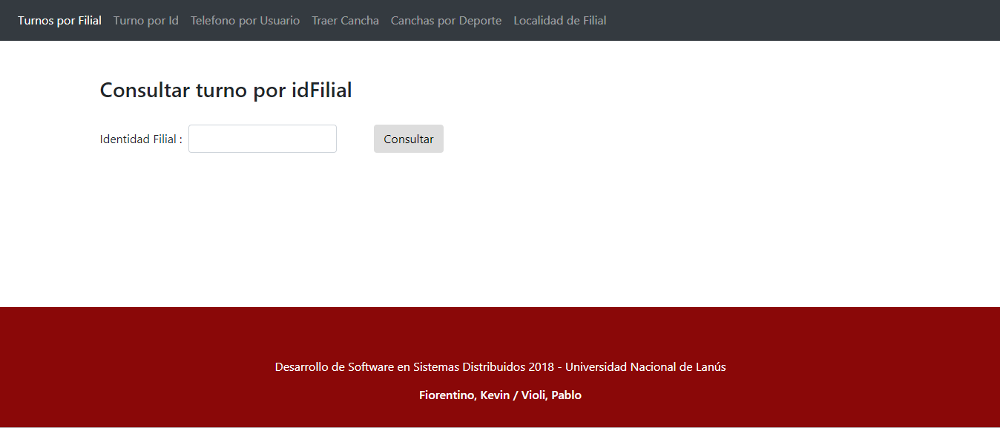 Turnos por Filial Turno por Id Telefono por Usuario Traer Cancha Canchas por Deporte Localidad de Filial
Consultar turno por idFilial
Identidad Filial : Consultar
Desarrollo de Software en Sistemas Distribuidos 2018 - Universidad Nacional de Lanús
Fiorentino, Kevin / Violi, Pablo